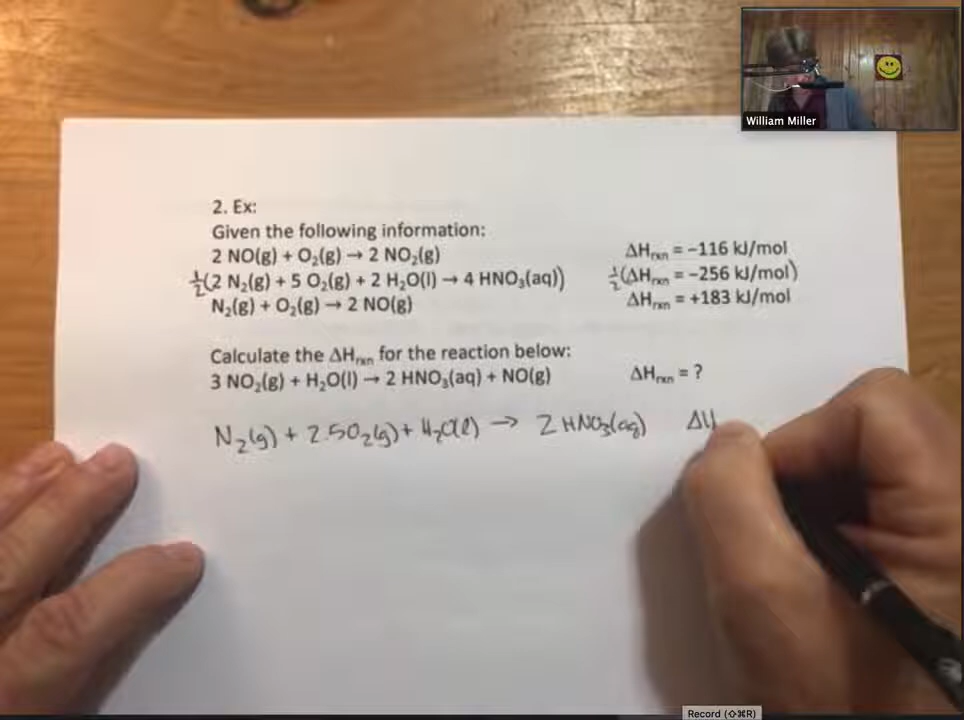 William Miller
2. Ex:
Given the following information:
2 NO(g) + O₂(g) → 2 NO₂(g) ΔHᵣₓₙ = −116 kJ/mol
½(2 N₂(g) + 5 O₂(g) + 2 H₂O(l) → 4 HNO₃(aq)) ½(ΔHᵣₓₙ = −256 kJ/mol)
N₂(g) + O₂(g) → 2 NO(g) ΔHᵣₓₙ = +183 kJ/mol
Calculate the ΔHᵣₓₙ for the reaction below:
3 NO₂(g) + H₂O(l) → 2 HNO₃(aq) + NO(g) ΔHᵣₓₙ = ?
N₂(g) + 2.5O₂(g) + H₂O(l) → 2 HNO₃(aq) ΔH
Record (⇧⌘R)